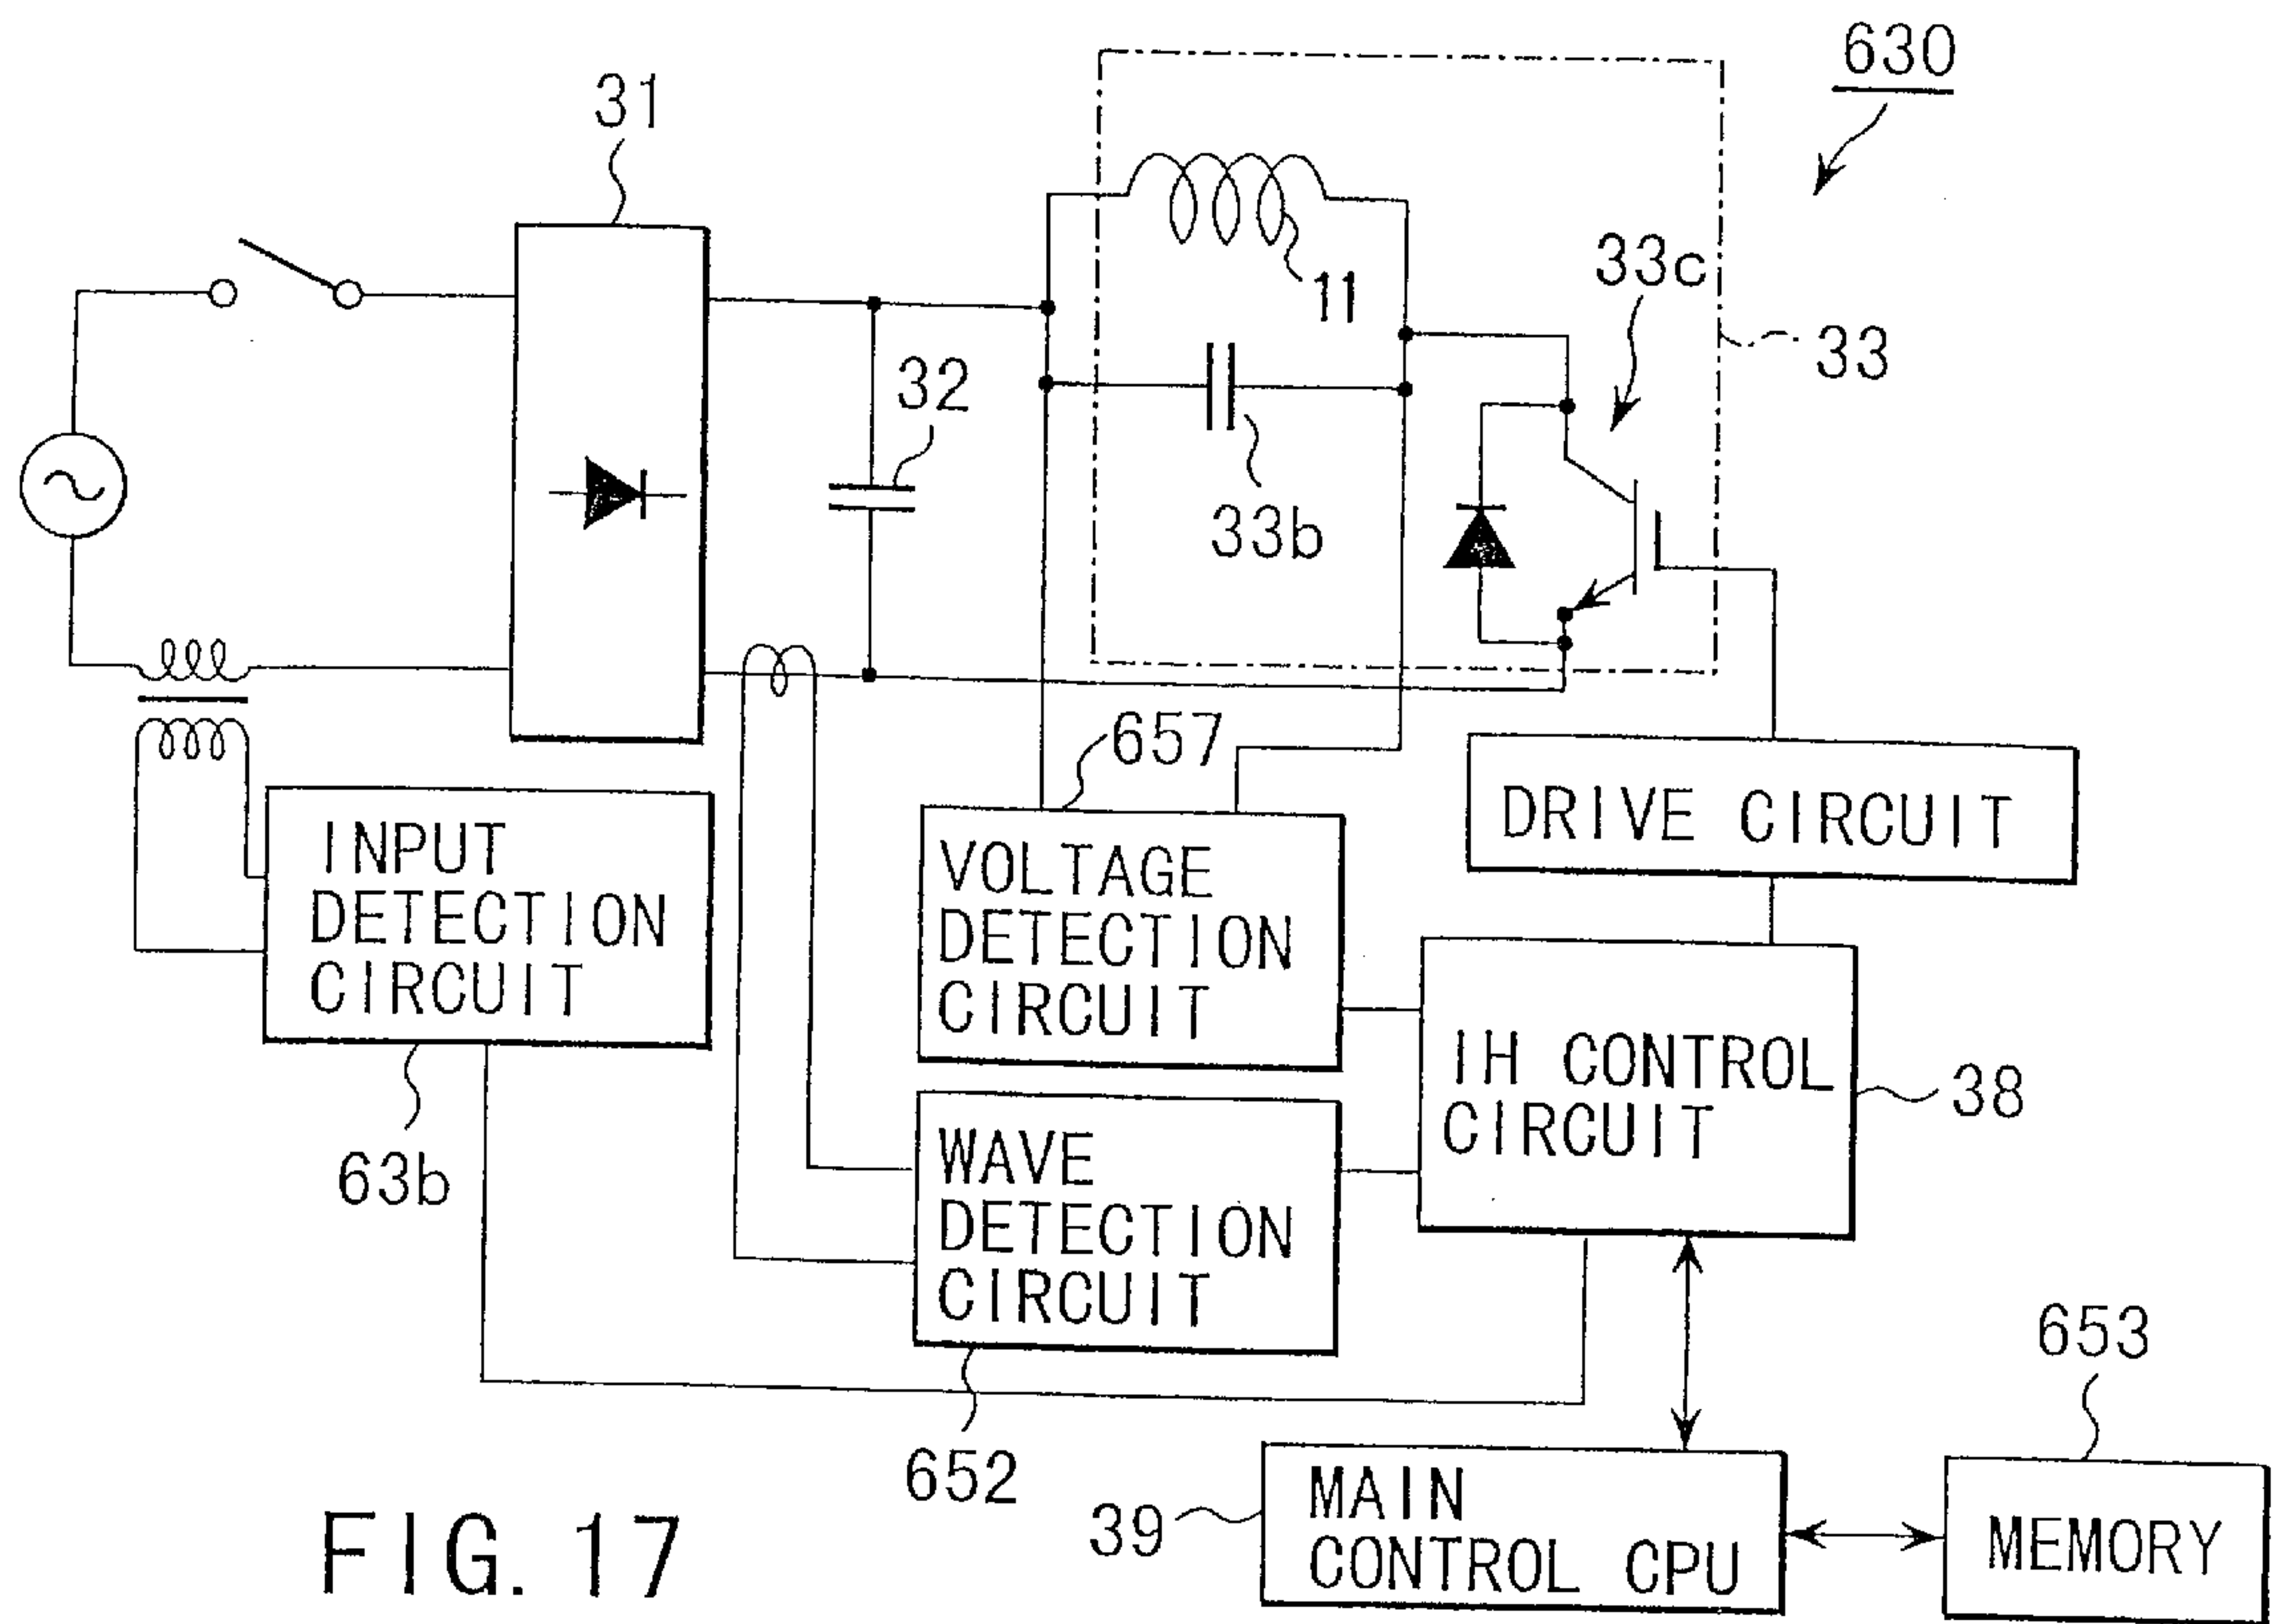 630
31
33c
11
33
32
33b
657
DRIVE CIRCUIT
INPUT
DETECTION
CIRCUIT
VOLTAGE
DETECTION
CIRCUIT
IH CONTROL
CIRCUIT
38
63b
WAVE
DETECTION
CIRCUIT
653
652
39
MAIN
CONTROL CPU
MEMORY
FIG. 17